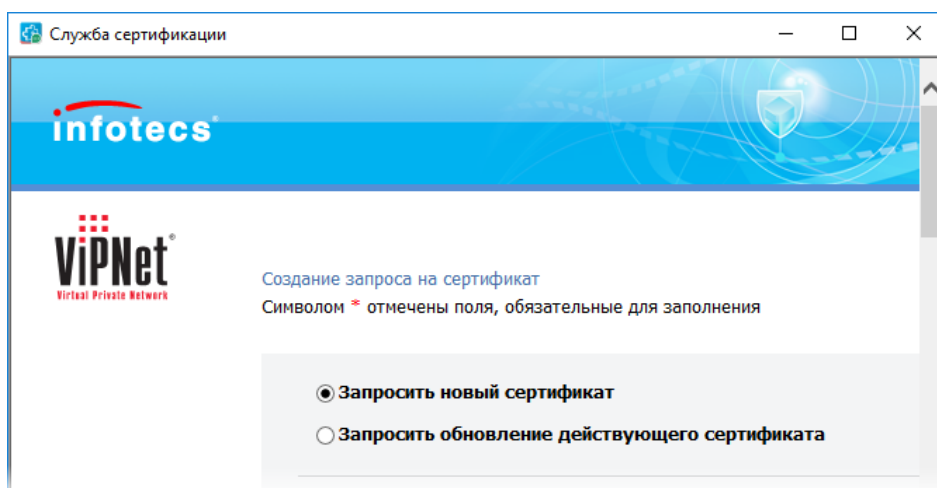 Служба сертификации
infotecs
ViPNet®
Virtual Private Network
Создание запроса на сертификат
Символом * отмечены поля, обязательные для заполнения
Запросить новый сертификат
Запросить обновление действующего сертификата